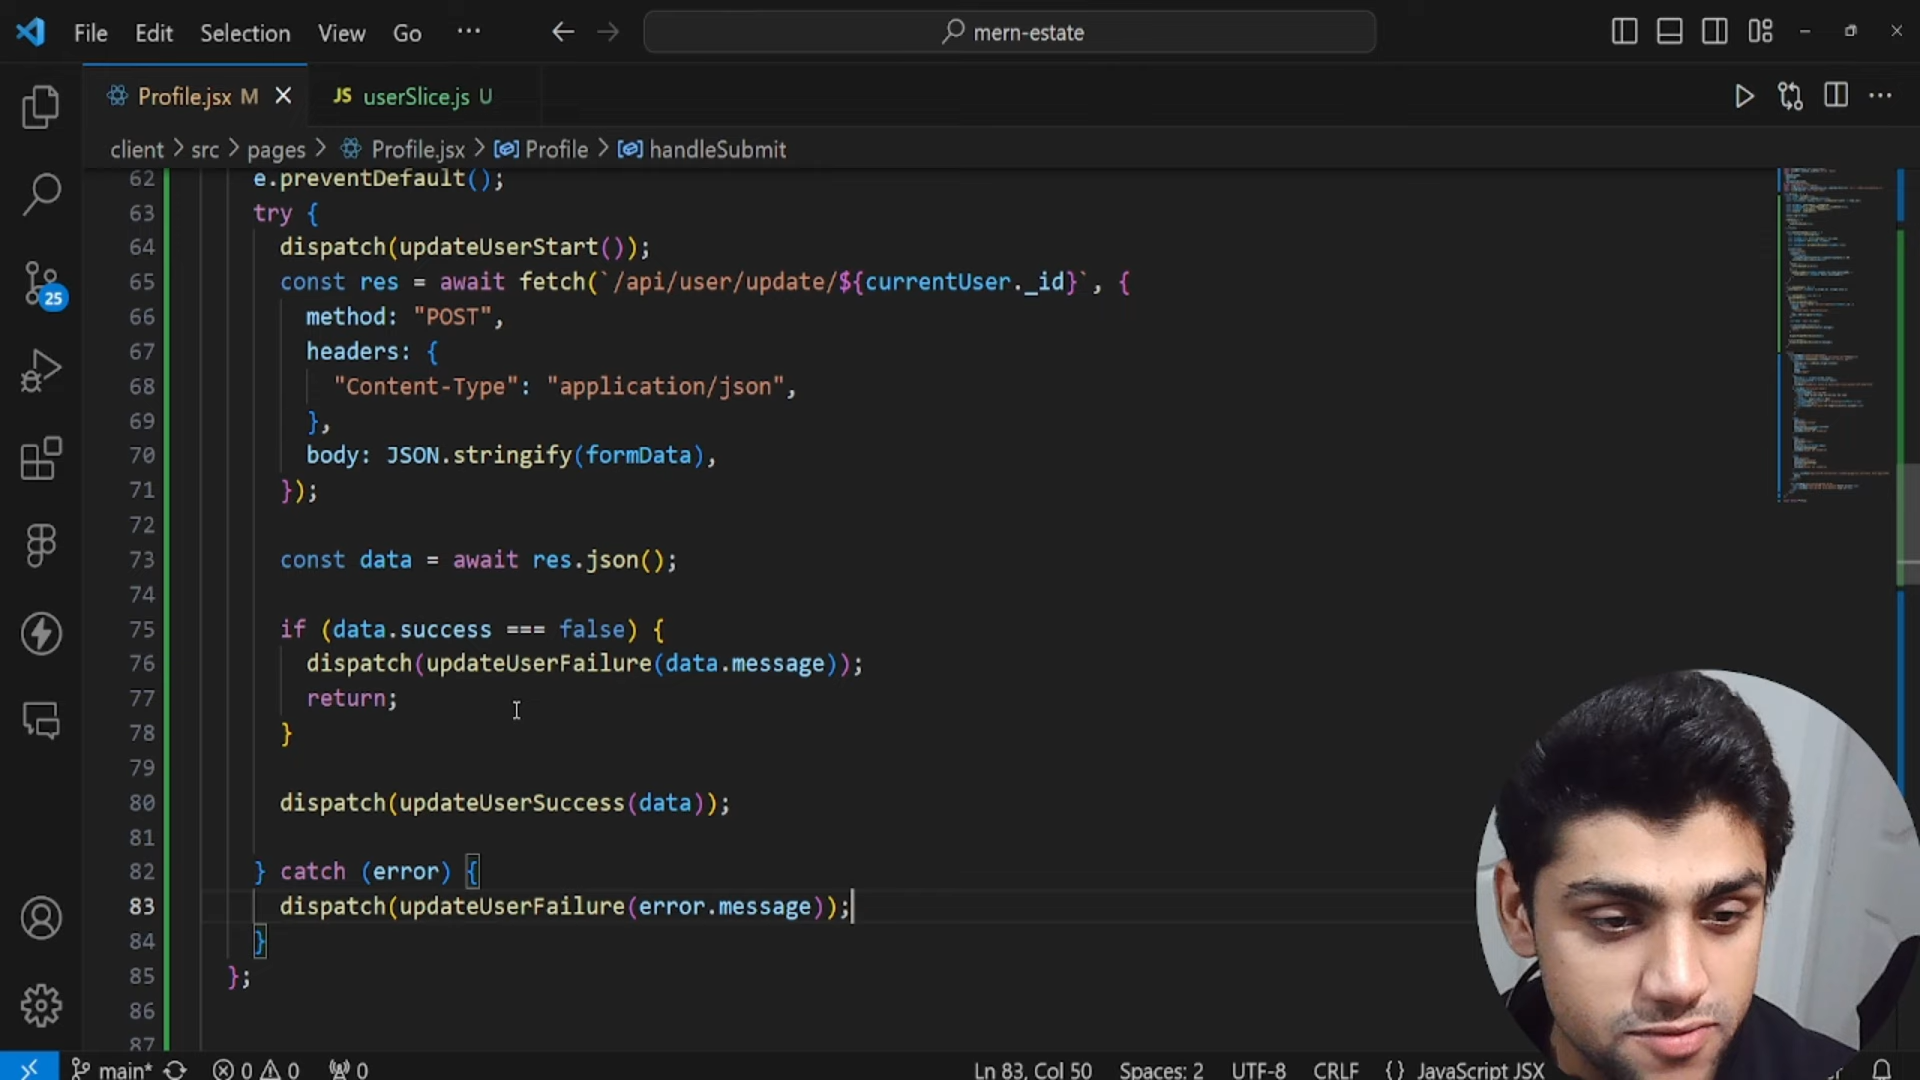 File Edit Selection View Go ··· mern-estate
Profile.jsx M JS userSlice.js U
client > src > pages > Profile.jsx > Profile > handleSubmit
62 e.preventDefault();
63 try {
64 dispatch(updateUserStart());
65 const res = await fetch(`/api/user/update/${currentUser._id}`, {
66 method: "POST",
67 headers: {
68 "Content-Type": "application/json",
69 },
70 body: JSON.stringify(formData),
71 });
72
73 const data = await res.json();
74
75 if (data.success === false) {
76 dispatch(updateUserFailure(data.message));
77 return;
78 }
79
80 dispatch(updateUserSuccess(data));
81
82 } catch (error) {
83 dispatch(updateUserFailure(error.message));
84 }
85 };
86
87
25
main* 0 0 0 Ln 83, Col 50 Spaces: 2 UTF-8 CRLF {} JavaScript JSX